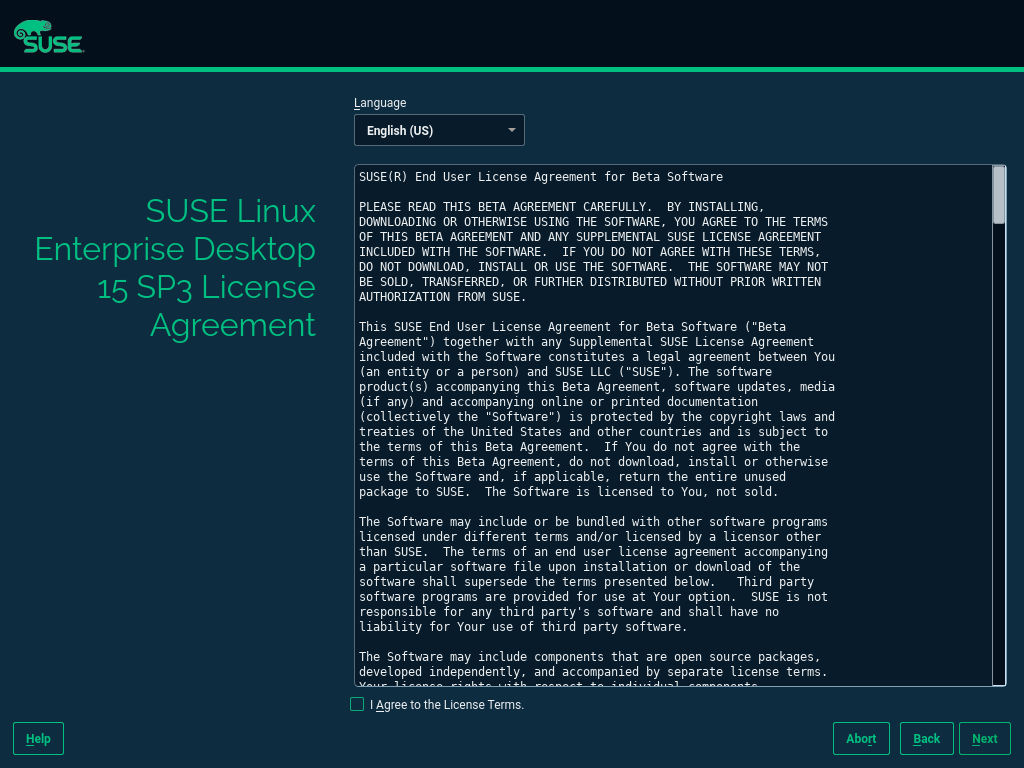 SUSE
Language
English (US)
SUSE Linux
Enterprise Desktop
15 SP3 License
Agreement
SUSE(R) End User License Agreement for Beta Software
PLEASE READ THIS BETA AGREEMENT CAREFULLY.  BY INSTALLING,
DOWNLOADING OR OTHERWISE USING THE SOFTWARE, YOU AGREE TO THE TERMS
OF THIS BETA AGREEMENT AND ANY SUPPLEMENTAL SUSE LICENSE AGREEMENT
INCLUDED WITH THE SOFTWARE.  IF YOU DO NOT AGREE WITH THESE TERMS,
DO NOT DOWNLOAD, INSTALL OR USE THE SOFTWARE.  THE SOFTWARE MAY NOT
BE SOLD, TRANSFERRED, OR FURTHER DISTRIBUTED WITHOUT PRIOR WRITTEN
AUTHORIZATION FROM SUSE.
This SUSE End User License Agreement for Beta Software ("Beta
Agreement") together with any Supplemental SUSE License Agreement
included with the Software constitutes a legal agreement between You
(an entity or a person) and SUSE LLC ("SUSE"). The software
product(s) accompanying this Beta Agreement, software updates, media
(if any) and accompanying online or printed documentation
(collectively the "Software") is protected by the copyright laws and
treaties of the United States and other countries and is subject to
the terms of this Beta Agreement.  If You do not agree with the
terms of this Beta Agreement, do not download, install or otherwise
use the Software and, if applicable, return the entire unused
package to SUSE.  The Software is licensed to You, not sold.
The Software may include or be bundled with other software programs
licensed under different terms and/or licensed by a licensor other
than SUSE.  The terms of an end user license agreement accompanying
a particular software file upon installation or download of the
software shall supersede the terms presented below.   Third party
software programs are provided for use at Your option.  SUSE is not
responsible for any third party's software and shall have no
liability for Your use of third party software.
The Software may include components that are open source packages,
developed independently, and accompanied by separate license terms.
Your license rights with respect to individual components
I Agree to the License Terms.
Help
Abort
Back
Next